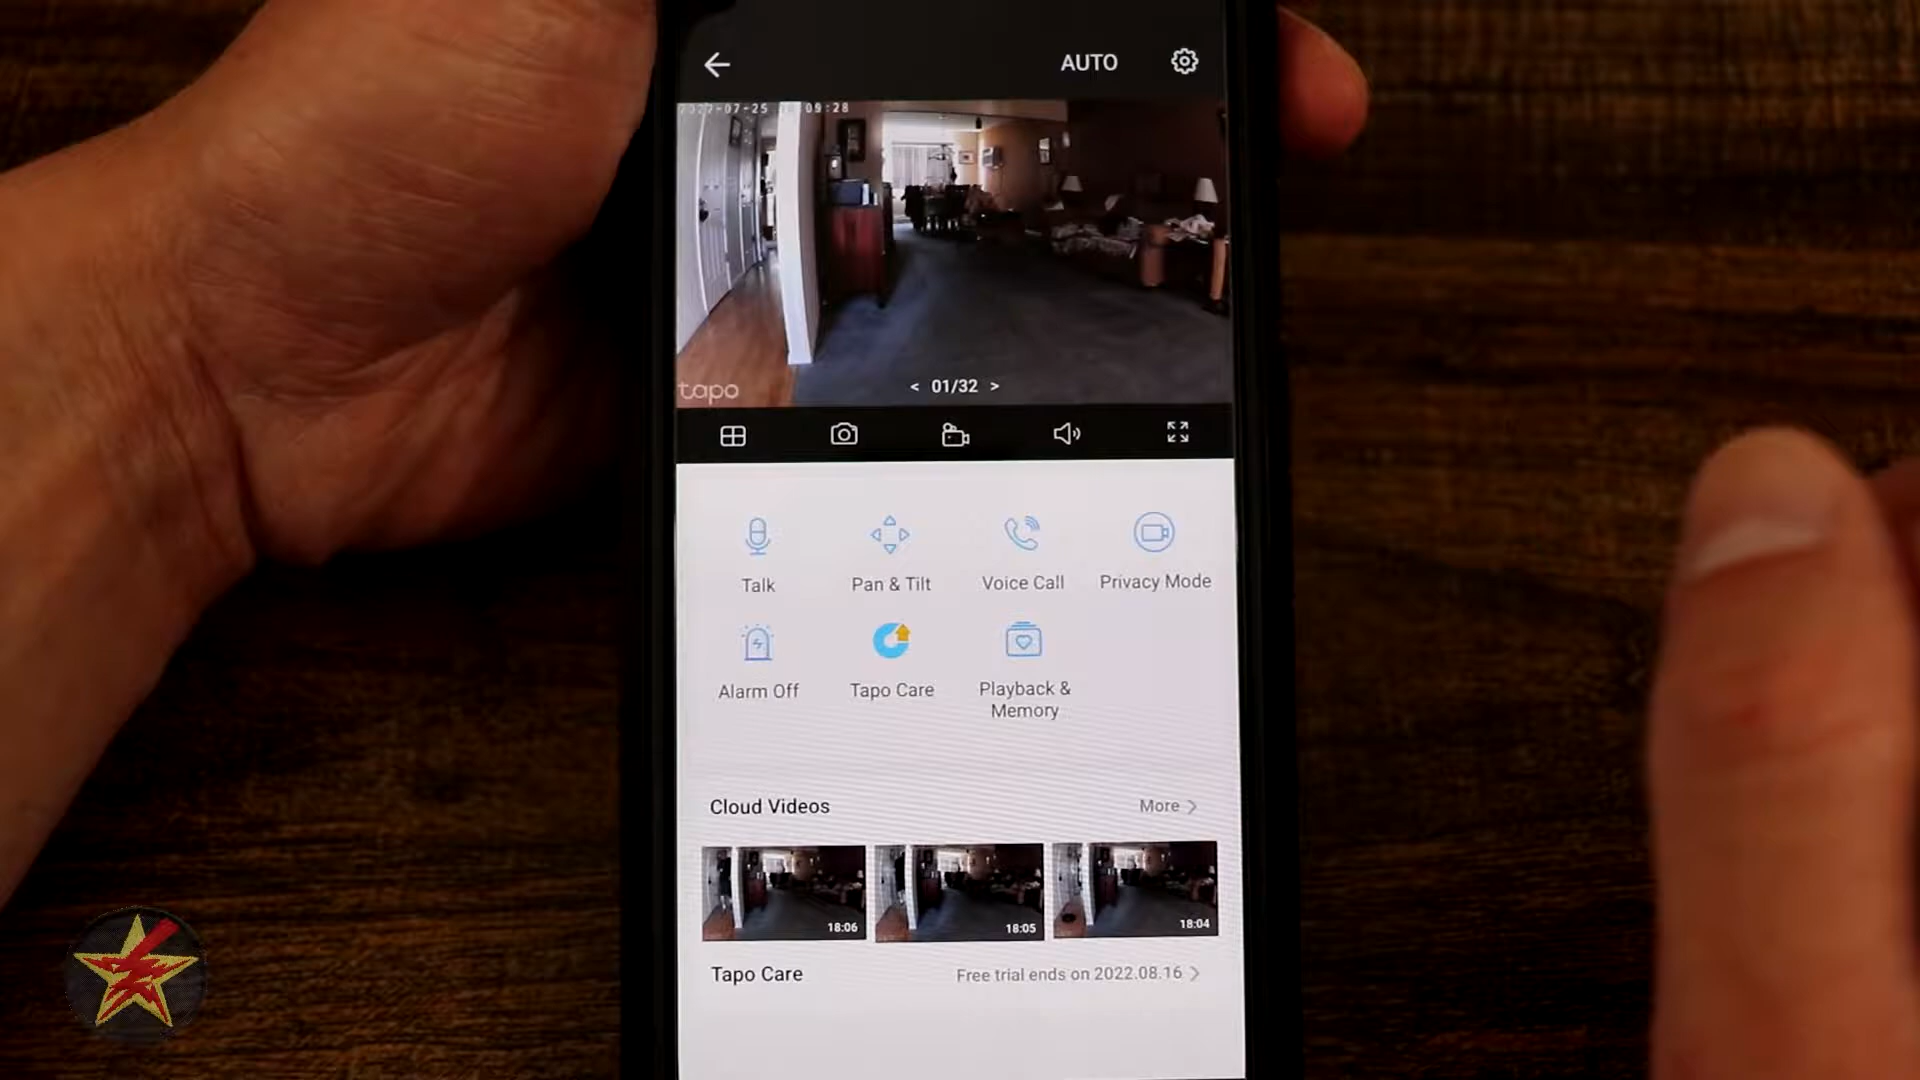 AUTO
2022-07-25
:09:28
tapo
< 01/32 >
Talk
Pan & Tilt
Voice Call
Privacy Mode
Alarm Off
Tapo Care
Playback &
Memory
Cloud Videos
More >
18:06
18:05
18:04
Tapo Care
Free trial ends on 2022.08.16 >